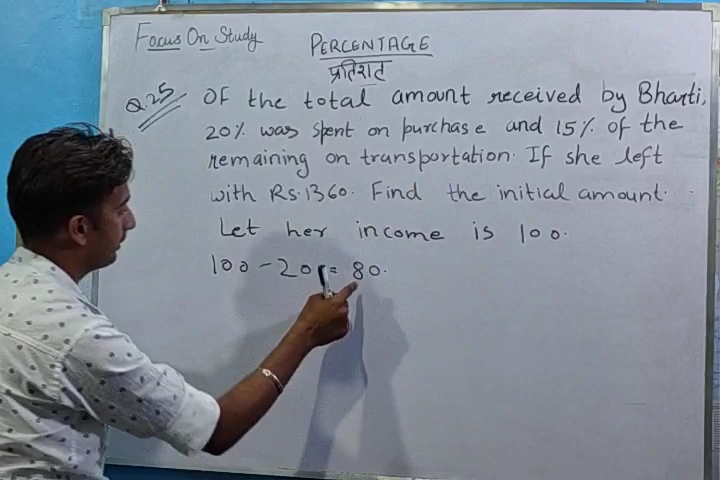 Focus On Study
PERCENTAGE
प्रतिशत
Q.25 Of the total amount received by Bharti,
20% was spent on purchase and 15% of the
remaining on transportation. If she left
with Rs.1360. Find the initial amount.
Let her income is 100.
100 - 20 = 80.